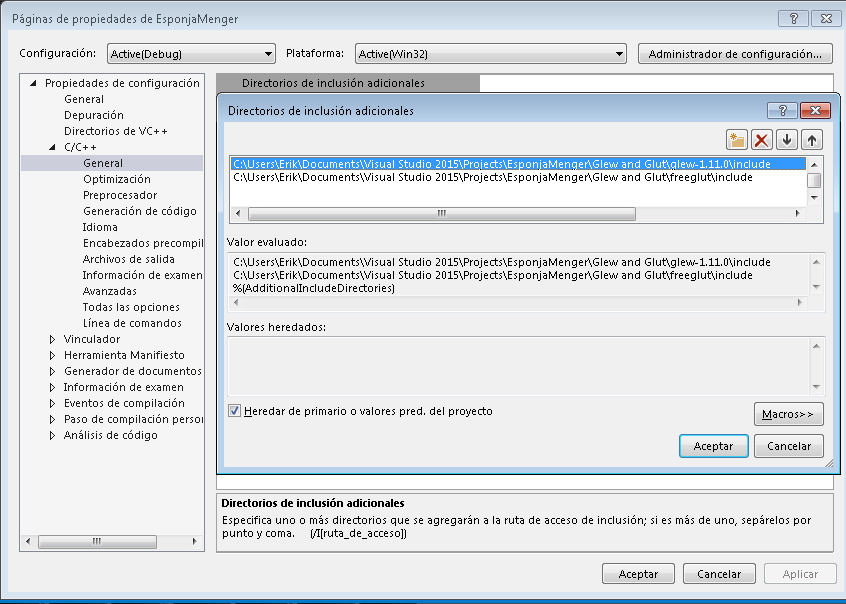 Páginas de propiedades de EsponjaMenger
Configuración: Active(Debug) Plataforma: Active(Win32) Administrador de configuración...
Propiedades de configuración
General
Depuración
Directorios de VC++
C/C++
General
Optimización
Preprocesador
Generación de código
Idioma
Encabezados precompil
Archivos de salida
Información de examen
Avanzadas
Todas las opciones
Línea de comandos
Vinculador
Herramienta Manifiesto
Generador de documentos
Información de examen
Eventos de compilación
Paso de compilación perso
Análisis de código
Directorios de inclusión adicionales
Directorios de inclusión adicionales
C:\Users\Erik\Documents\Visual Studio 2015\Projects\EsponjaMenger\Glew and Glut\glew-1.11.0\include
C:\Users\Erik\Documents\Visual Studio 2015\Projects\EsponjaMenger\Glew and Glut\freeglut\include
Valor evaluado:
C:\Users\Erik\Documents\Visual Studio 2015\Projects\EsponjaMenger\Glew and Glut\glew-1.11.0\include
C:\Users\Erik\Documents\Visual Studio 2015\Projects\EsponjaMenger\Glew and Glut\freeglut\include
%(AdditionalIncludeDirectories)
Valores heredados:
Heredar de primario o valores pred. del proyecto
Macros>>
Aceptar Cancelar
Directorios de inclusión adicionales
Especifica uno o más directorios que se agregarán a la ruta de acceso de inclusión; si es más de uno, sepárelos por
punto y coma. (/I[ruta_de_acceso])
Aceptar Cancelar Aplicar